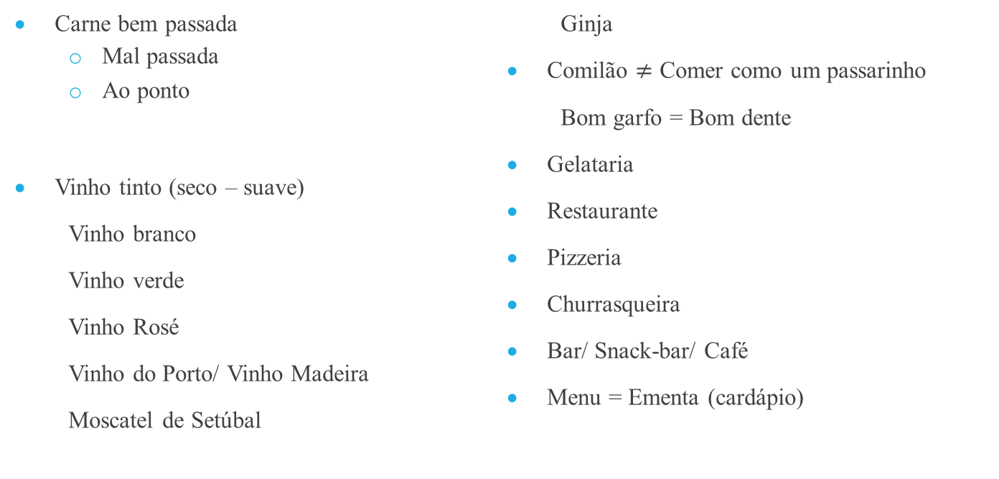 • Carne bem passada
o Mal passada
o Ao ponto
• Vinho tinto (seco – suave)
Vinho branco
Vinho verde
Vinho Rosé
Vinho do Porto/ Vinho Madeira
Moscatel de Setúbal
Ginja
• Comilão ≠ Comer como um passarinho
Bom garfo = Bom dente
• Gelataria
• Restaurante
• Pizzeria
• Churrasqueira
• Bar/ Snack-bar/ Café
• Menu = Ementa (cardápio)